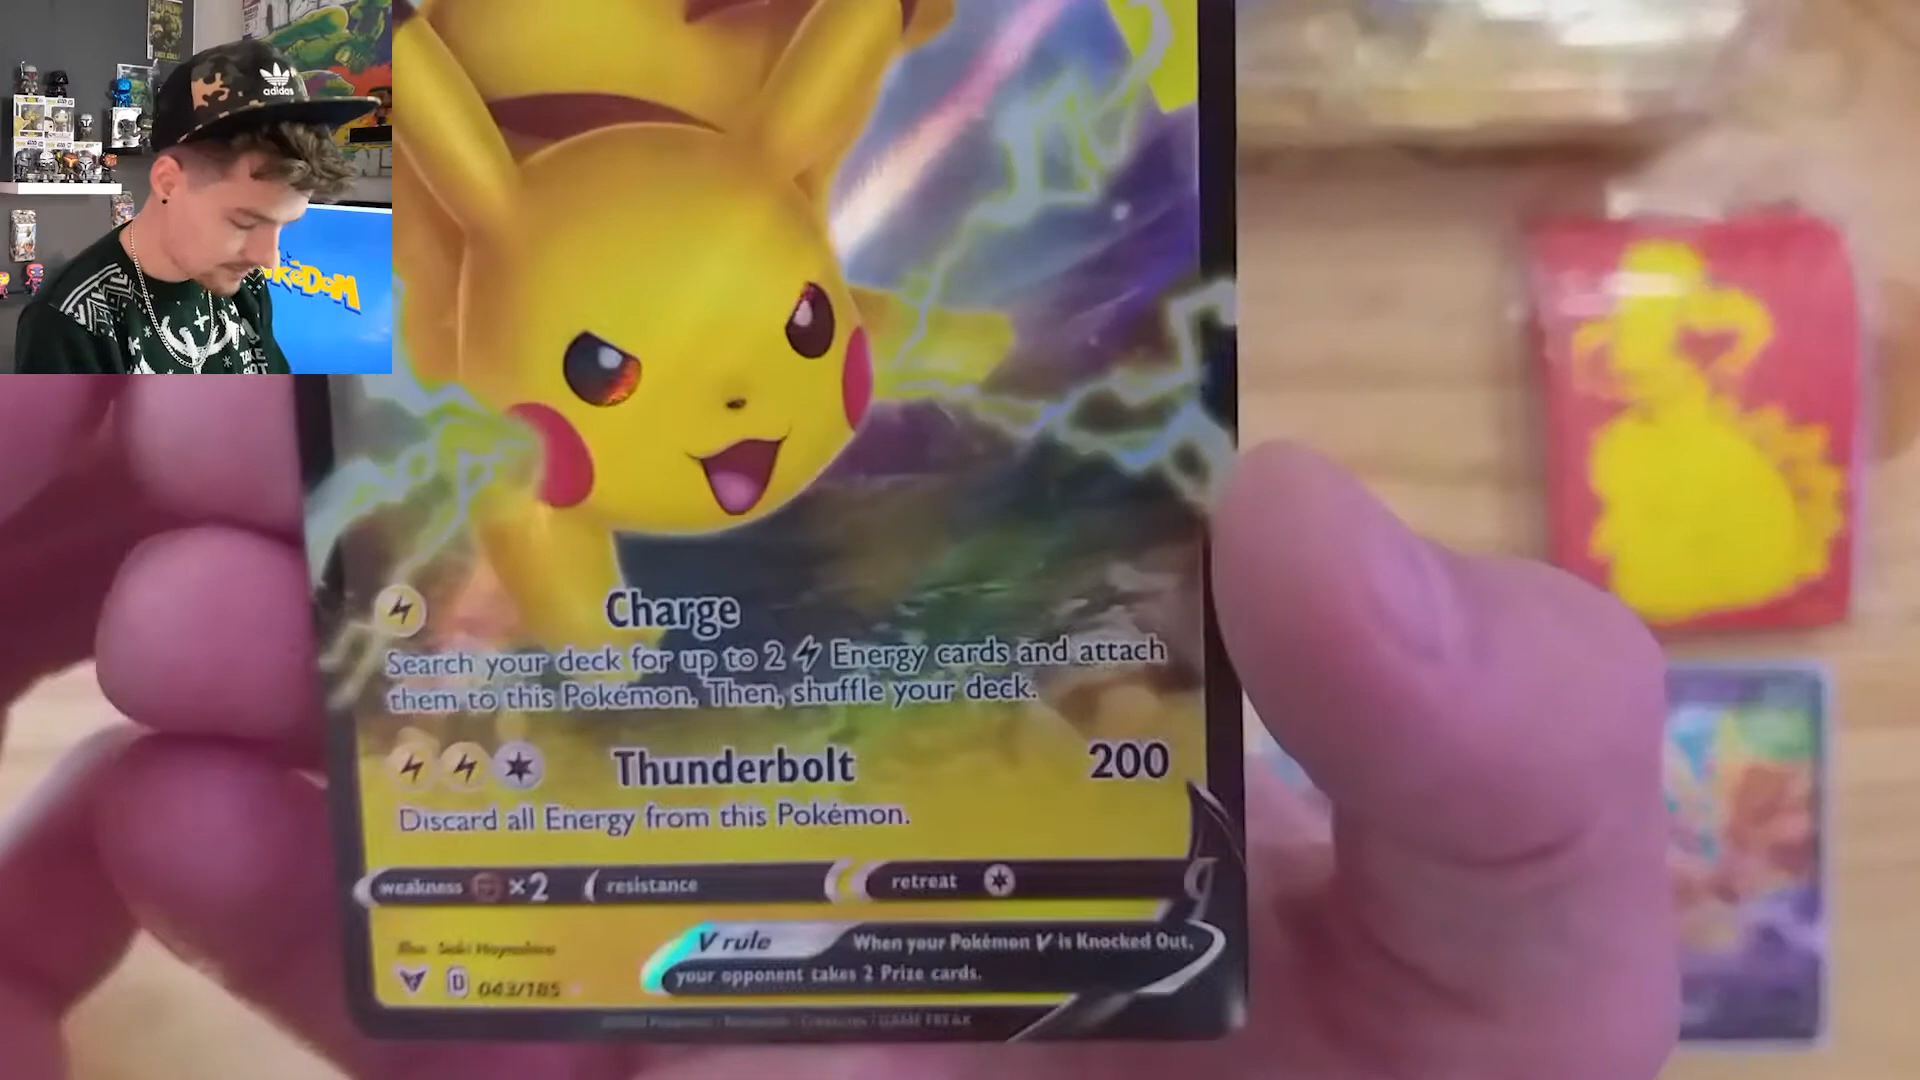 adidas
Charge
Search your deck for up to 2 Energy cards and attach
them to this Pokémon. Then, shuffle your deck.
Thunderbolt 200
Discard all Energy from this Pokémon.
weakness ×2 resistance retreat
V rule When your Pokémon V is Knocked Out,
your opponent takes 2 Prize cards.
D 043/185
GAME FREAK